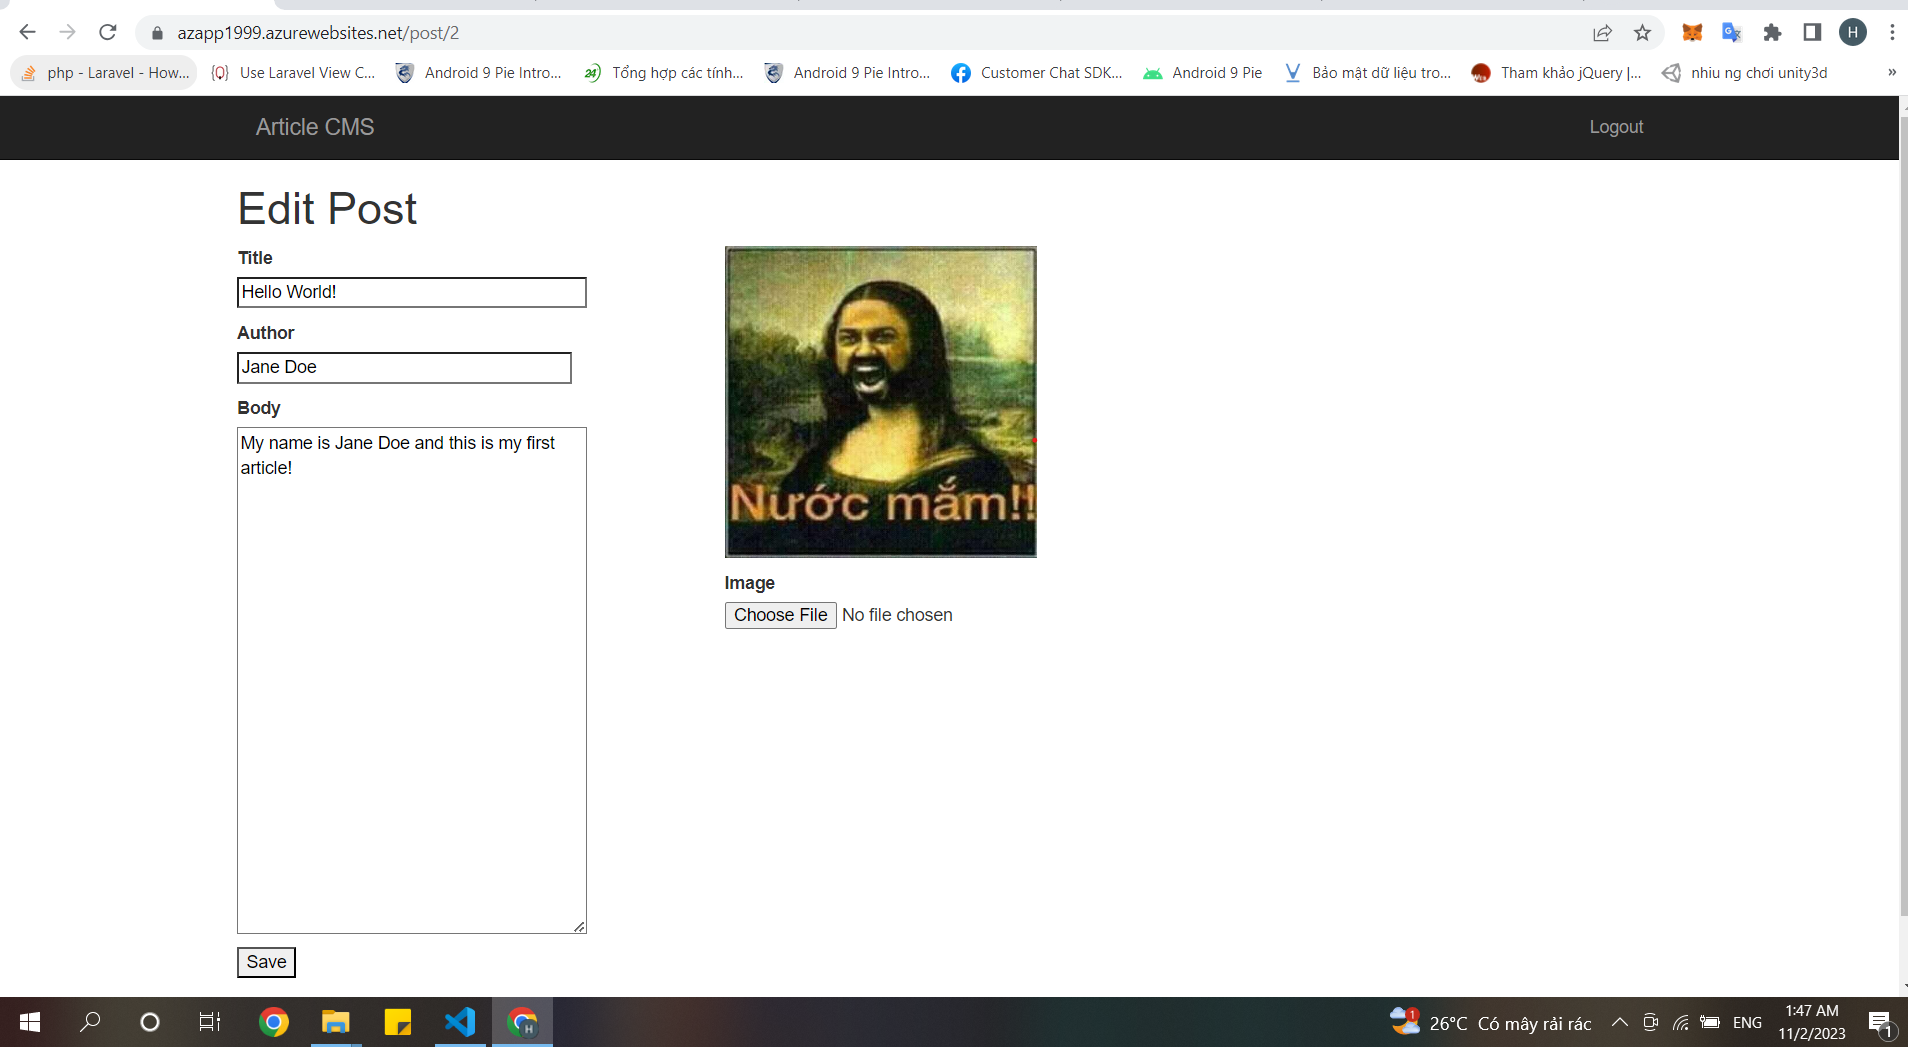 azapp1999.azurewebsites.net/post/2
H
php - Laravel - How...
Use Laravel View C...
Android 9 Pie Intro...
Tổng hợp các tính...
Android 9 Pie Intro...
Customer Chat SDK...
Android 9 Pie
Bảo mật dữ liệu tro...
Tham khảo jQuery |...
nhiu ng chơi unity3d
»
Article CMS
Logout
Edit Post
Title
Hello World!
Author
Jane Doe
Body
My name is Jane Doe and this is my first
article!
Nước mắm!!
Image
Choose File No file chosen
Save
1
26°C Có mây rải rác
ENG
1:47 AM
11/2/2023
1